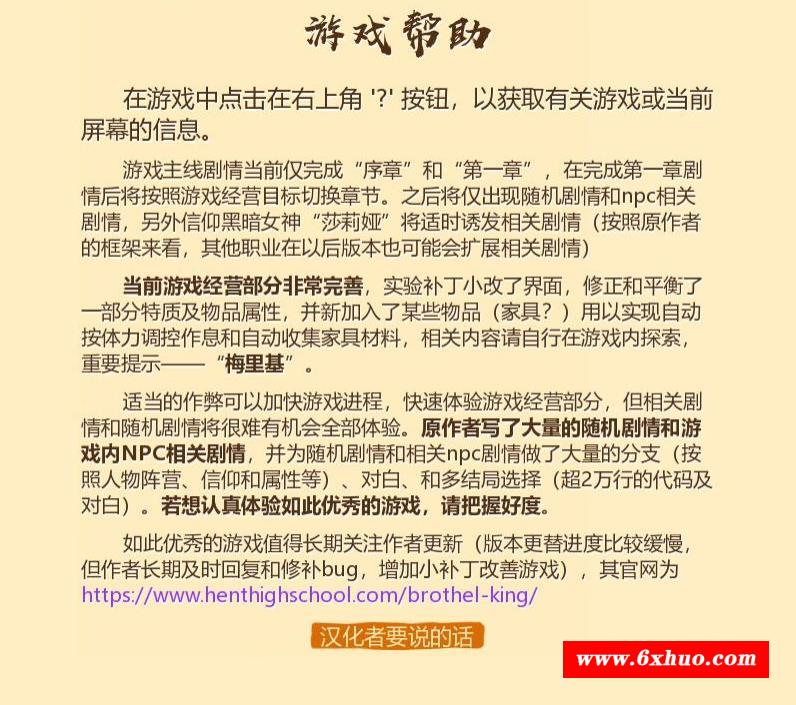 游戏帮助
在游戏中点击在右上角 '?' 按钮，以获取有关游戏或当前
屏幕的信息。
游戏主线剧情当前仅完成“序章”和“第一章”，在完成第一章剧
情后将按照游戏经营目标切换章节。之后将仅出现随机剧情和npc相关
剧情，另外信仰黑暗女神“莎莉娅”将适时诱发相关剧情（按照原作者
的框架来看，其他职业在以后版本也可能会扩展相关剧情）
当前游戏经营部分非常完善，实验补丁小改了界面，修正和平衡了
一部分特质及物品属性，并新加入了某些物品（家具？）用以实现自动
按体力调控作息和自动收集家具材料，相关内容请自行在游戏内探索，
重要提示——“梅里基”。
适当的作弊可以加快游戏进程，快速体验游戏经营部分，但相关剧
情和随机剧情将很难有机会全部体验。原作者写了大量的随机剧情和游
戏内NPC相关剧情，并为随机剧情和相关npc剧情做了大量的分支（按
照人物阵营、信仰和属性等）、对白、和多结局选择（超2万行的代码及
对白）。若想认真体验如此优秀的游戏，请把握好度。
如此优秀的游戏值得长期关注作者更新（版本更替进度比较缓慢，
但作者长期及时回复和修补bug，增加小补丁改善游戏），其官网为
https://www.henthighschool.com/brothel-king/
汉化者要说的话
www.6xhuo.com